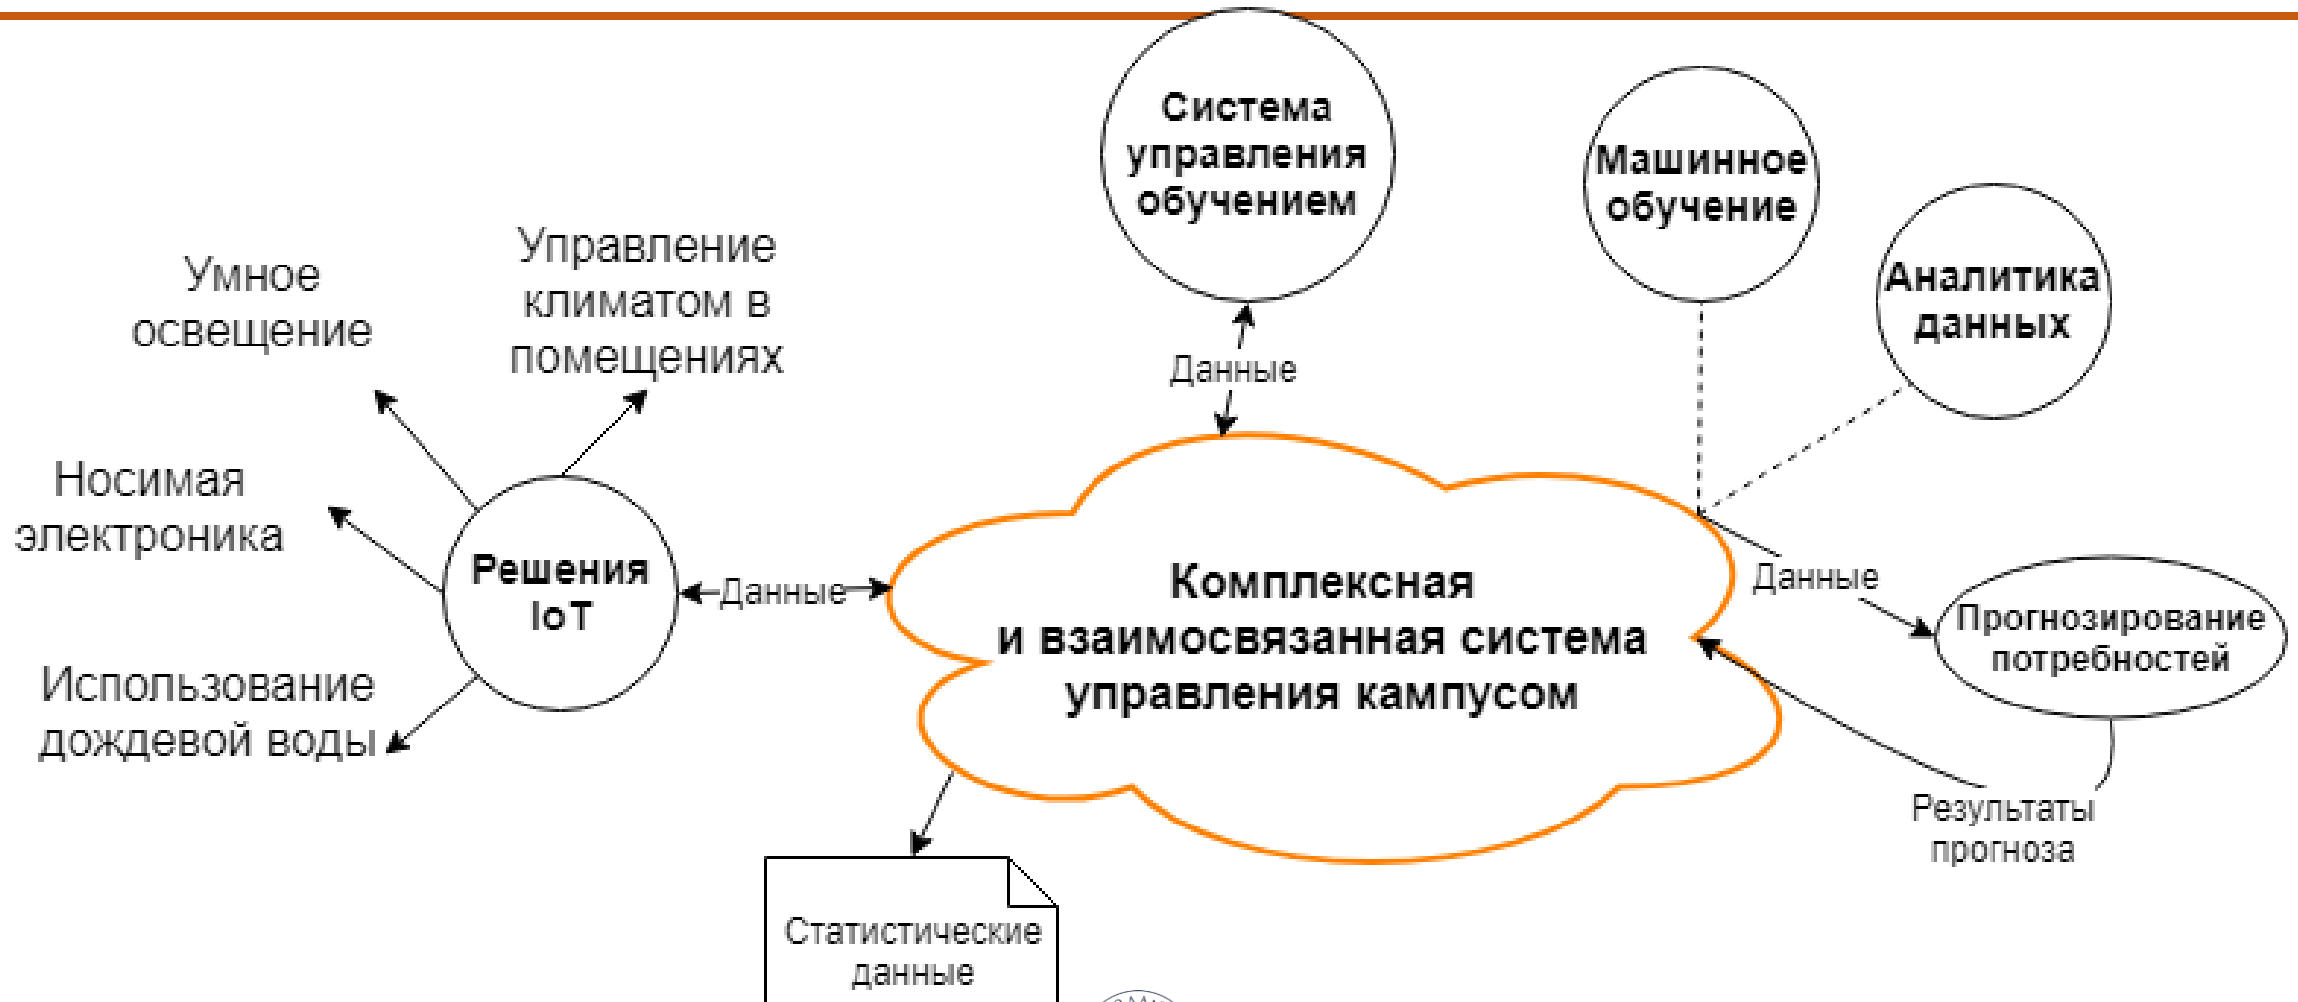 Система
управления
обучением
Машинное
обучение
Аналитика
данных
Умное
освещение
Управление
климатом в
помещениях
Данные
Носимая
электроника
Решения
IoT
Данные
Комплексная
и взаимосвязанная система
управления кампусом
Данные
Прогнозирование
потребностей
Использование
дождевой воды
Результаты
прогноза
Статистические
данные